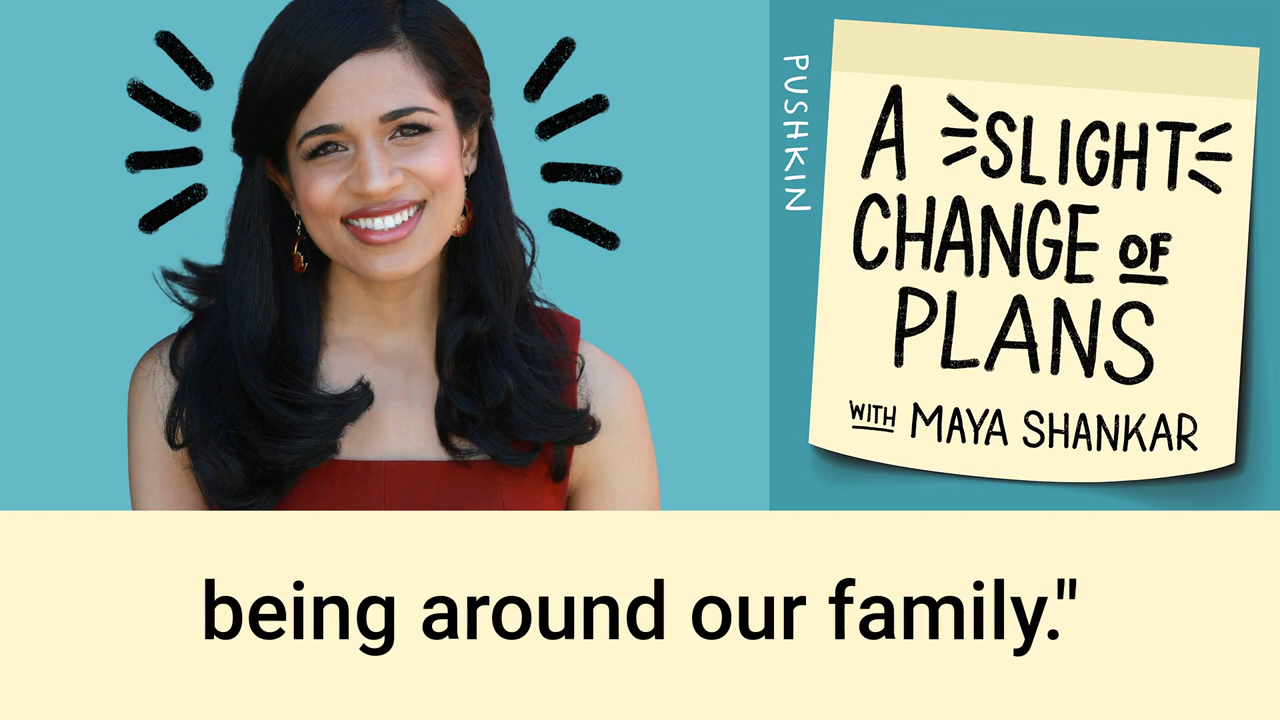 PUSHKIN
A SLIGHT
CHANGE OF
PLANS
WITH MAYA SHANKAR
being around our family."